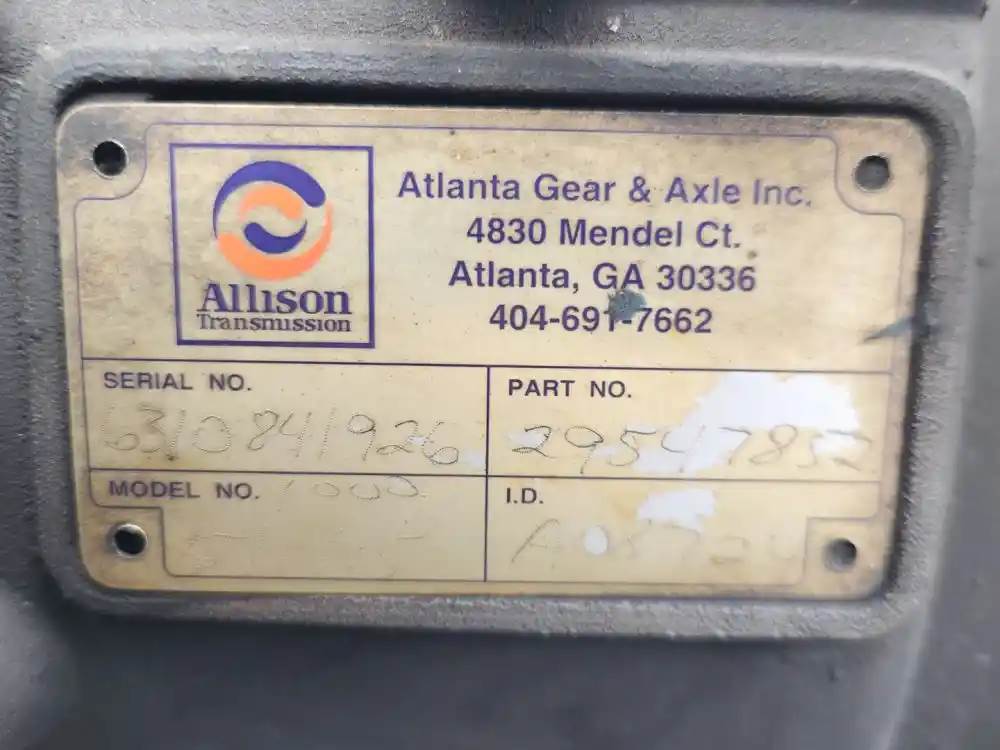 Allison
Transmission
Atlanta Gear & Axle Inc.
4830 Mendel Ct.
Atlanta, GA 30336
404-691-7662
SERIAL NO.
6310841926
PART NO.
29547852
MODEL NO.
I.D.